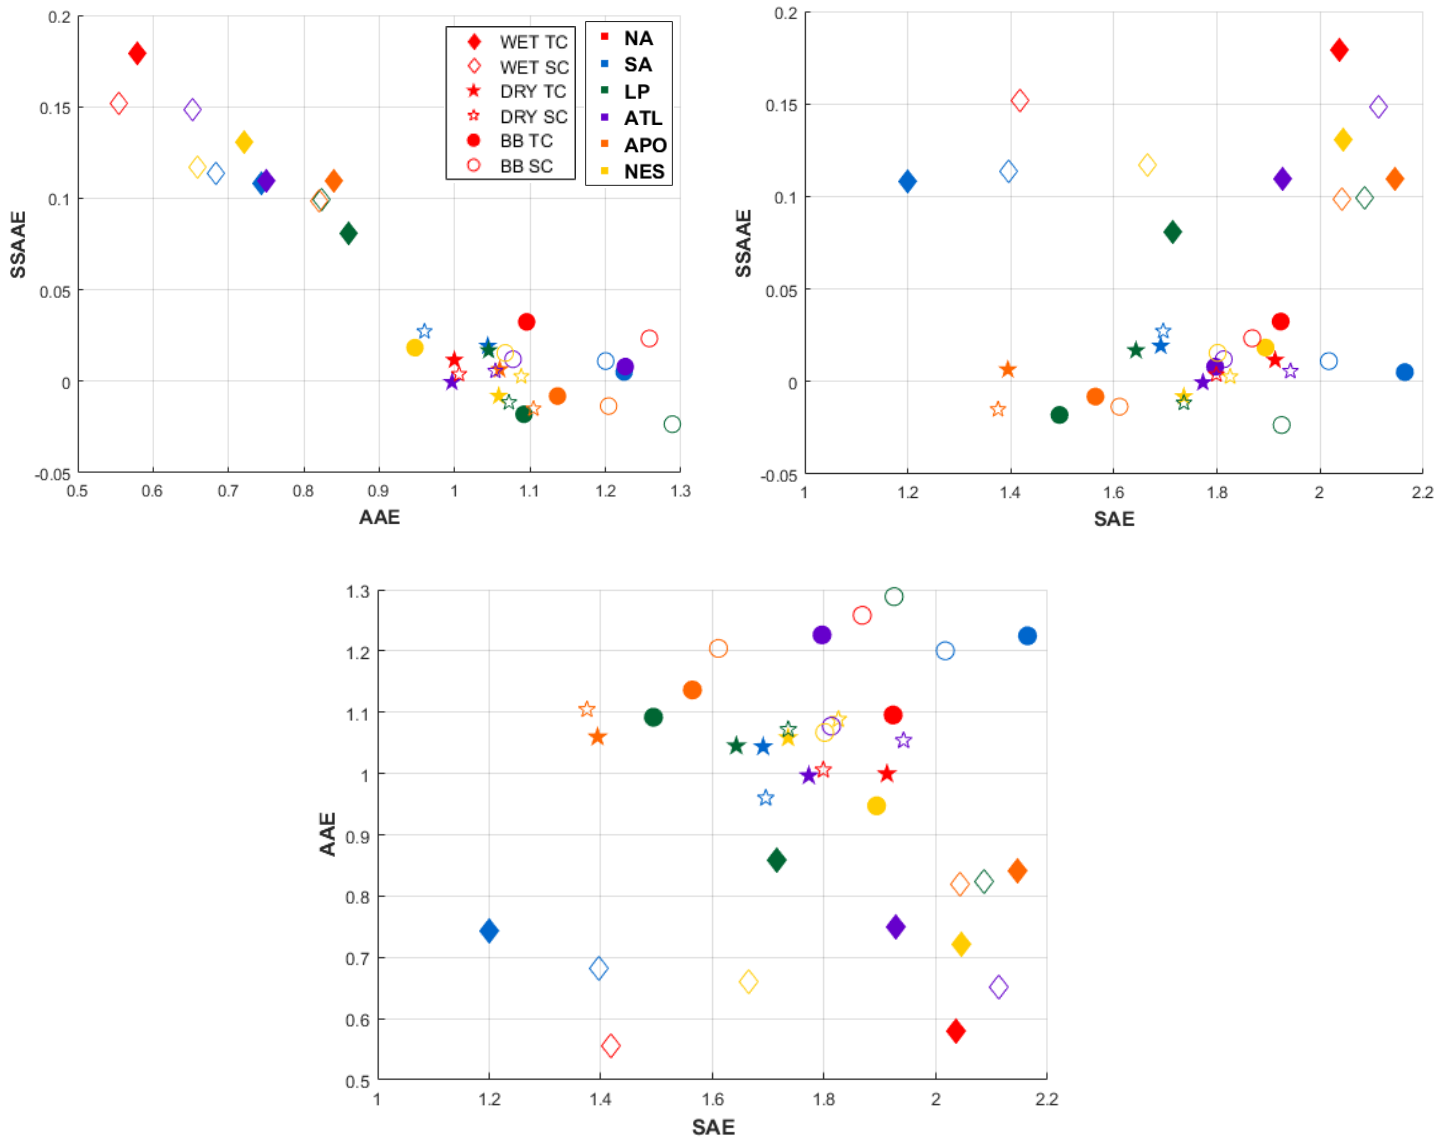 0.2
0.15
0.1
0.05
0
-0.05
SSAAE
0.5 0.6 0.7 0.8 0.9 1 1.1 1.2 1.3
AAE
WET TC
WET SC
DRY TC
DRY SC
BB TC
BB SC
NA
SA
LP
ATL
APO
NES
0.2
0.15
0.1
0.05
0
-0.05
SSAAE
1 1.2 1.4 1.6 1.8 2 2.2
SAE
1.3
1.2
1.1
1
0.9
0.8
0.7
0.6
0.5
AAE
1 1.2 1.4 1.6 1.8 2 2.2
SAE